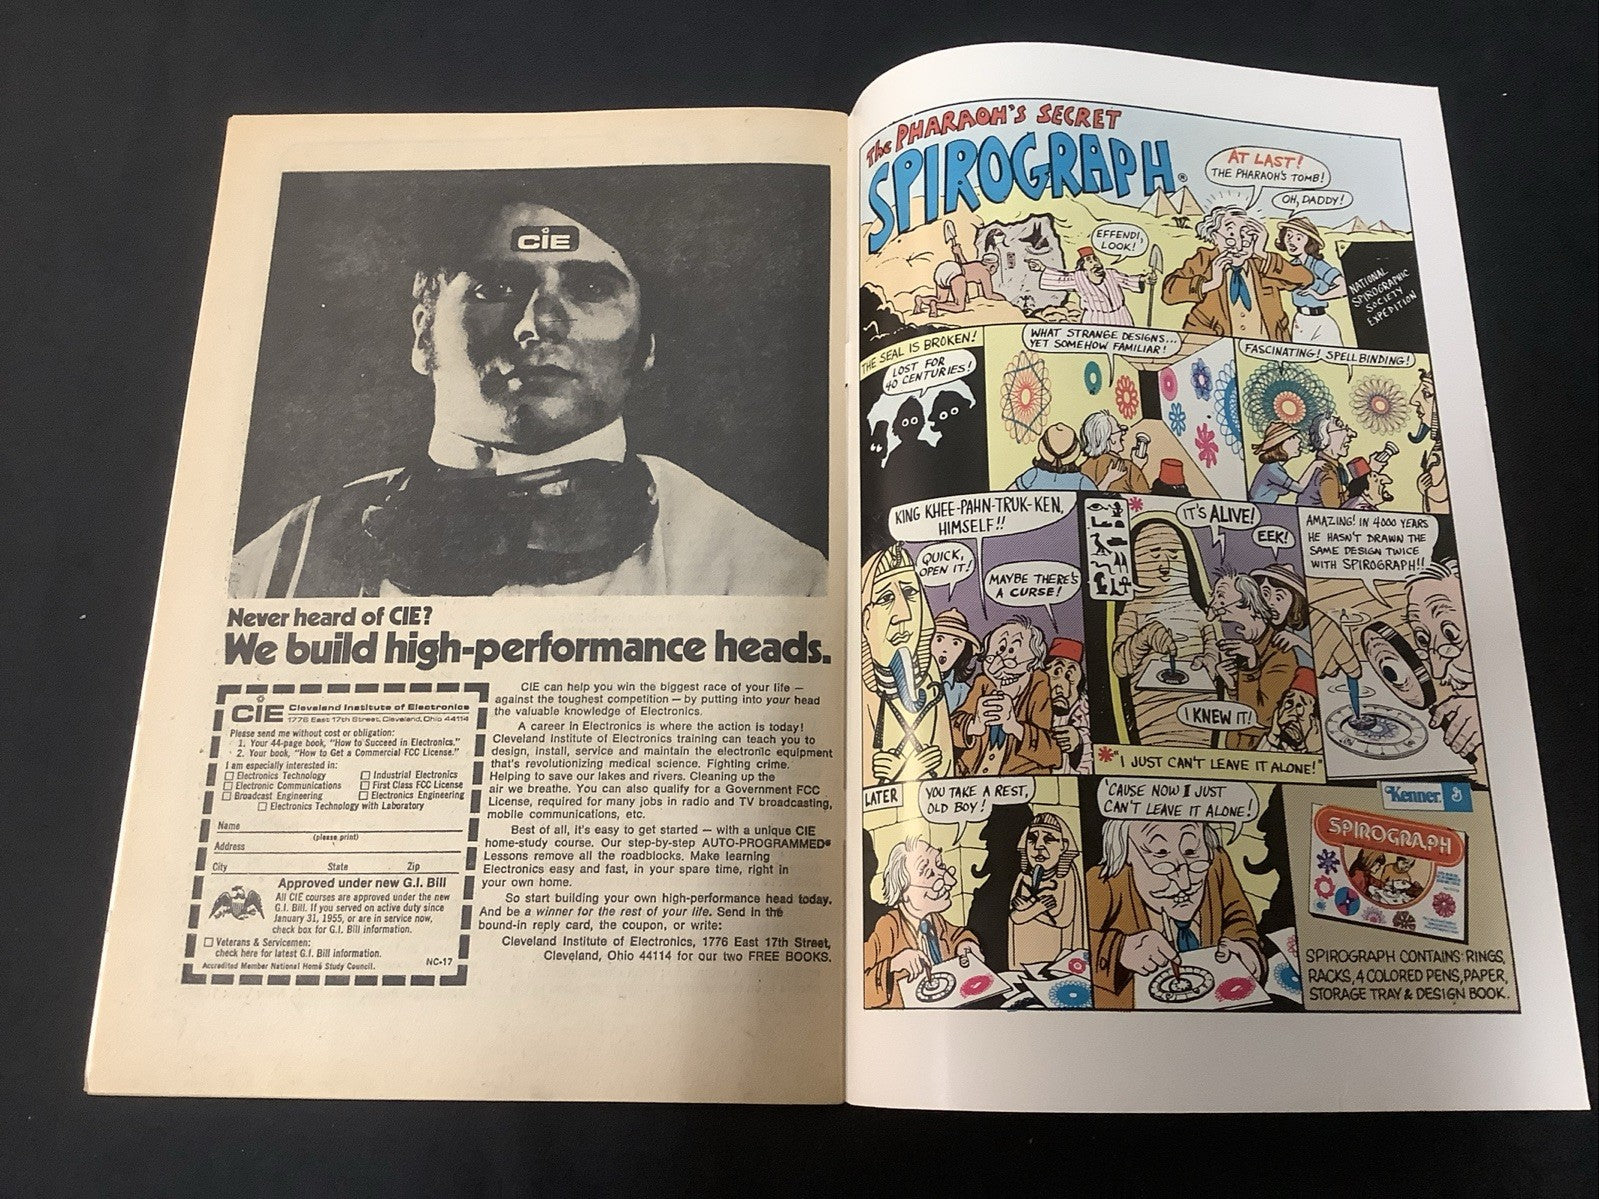 CIE
Never heard of CIE?
We build high-performance heads.
CIE Cleveland Institute of Electronics
1776 East 17th Street, Cleveland, Ohio 44114
Please send me without cost or obligation:
1. Your 44-page book, "How to Succeed in Electronics."
2. Your book, "How to Get a Commercial FCC License."
I am especially interested in:
Electronics Technology
Industrial Electronics
Electronic Communications
First Class FCC License
Broadcast Engineering
Electronics Engineering
Electronics Technology with Laboratory
Name
(please print)
Address
City State Zip
Approved under new G.I. Bill
All CIE courses are approved under the new
G.I. Bill. If you served on active duty since
January 31, 1955, or are in service now,
check box for G.I. Bill information.
Veterans & Servicemen:
check here for latest G.I. Bill information.
Accredited Member National Home Study Council.
NC-17
CIE can help you win the biggest race of your life —
against the toughest competition — by putting into your head
the valuable knowledge of Electronics.
A career in Electronics is where the action is today!
Cleveland Institute of Electronics training can teach you to
design, install, service and maintain the electronic equipment
that's revolutionizing medical science. Fighting crime.
Helping to save our lakes and rivers. Cleaning up the
air we breathe. You can also qualify for a Government FCC
License, required for many jobs in radio and TV broadcasting,
mobile communications, etc.
Best of all, it's easy to get started — with a unique CIE
home-study course. Our step-by-step AUTO-PROGRAMMED®
Lessons remove all the roadblocks. Make learning
Electronics easy and fast, in your spare time, right in
your own home.
So start building your own high-performance head today.
And be a winner for the rest of your life. Send in the
bound-in reply card, the coupon, or write:
Cleveland Institute of Electronics, 1776 East 17th Street,
Cleveland, Ohio 44114 for our two FREE BOOKS.
The PHARAOH'S SECRET
SPIROGRAPH®
EFFENDI,
LOOK!
AT LAST!
THE PHARAOH'S TOMB!
OH, DADDY!
NATIONAL
SPIROGRAPHIC
SOCIETY
EXPEDITION
THE SEAL IS BROKEN!
LOST FOR
40 CENTURIES!
WHAT STRANGE DESIGNS...
YET SOMEHOW FAMILIAR!
FASCINATING! SPELLBINDING!
KING KHEE-PAHN-TRUK-KEN,
HIMSELF!!
QUICK,
OPEN IT!
MAYBE THERE'S
A CURSE!
*
IT'S ALIVE!
EEK!
I KNEW IT!
*"I JUST CAN'T LEAVE IT ALONE!"
AMAZING! IN 4000 YEARS
HE HASN'T DRAWN THE
SAME DESIGN TWICE
WITH SPIROGRAPH!!
LATER
YOU TAKE A REST,
OLD BOY!
'CAUSE NOW I JUST
CAN'T LEAVE IT ALONE!
Kenner
SPIROGRAPH
SPIROGRAPH CONTAINS: RINGS,
RACKS, 4 COLORED PENS, PAPER,
STORAGE TRAY & DESIGN BOOK.